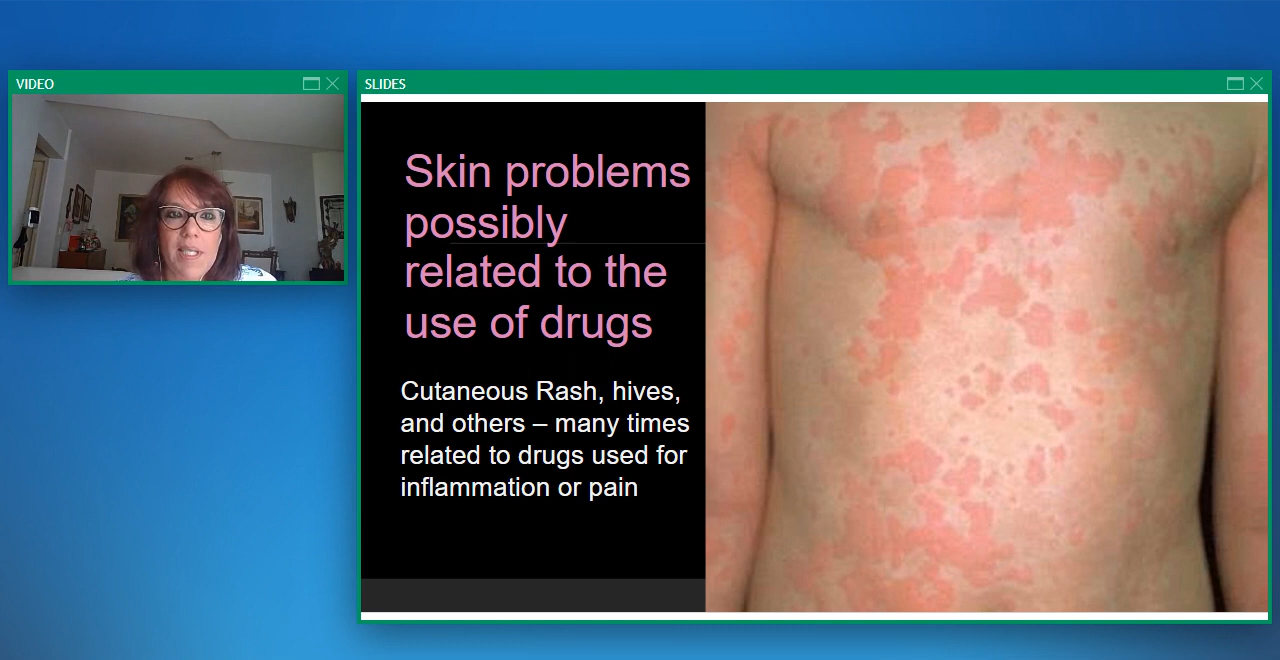 VIDEO
SLIDES
Skin problems
possibly
related to the
use of drugs
Cutaneous Rash, hives,
and others – many times
related to drugs used for
inflammation or pain